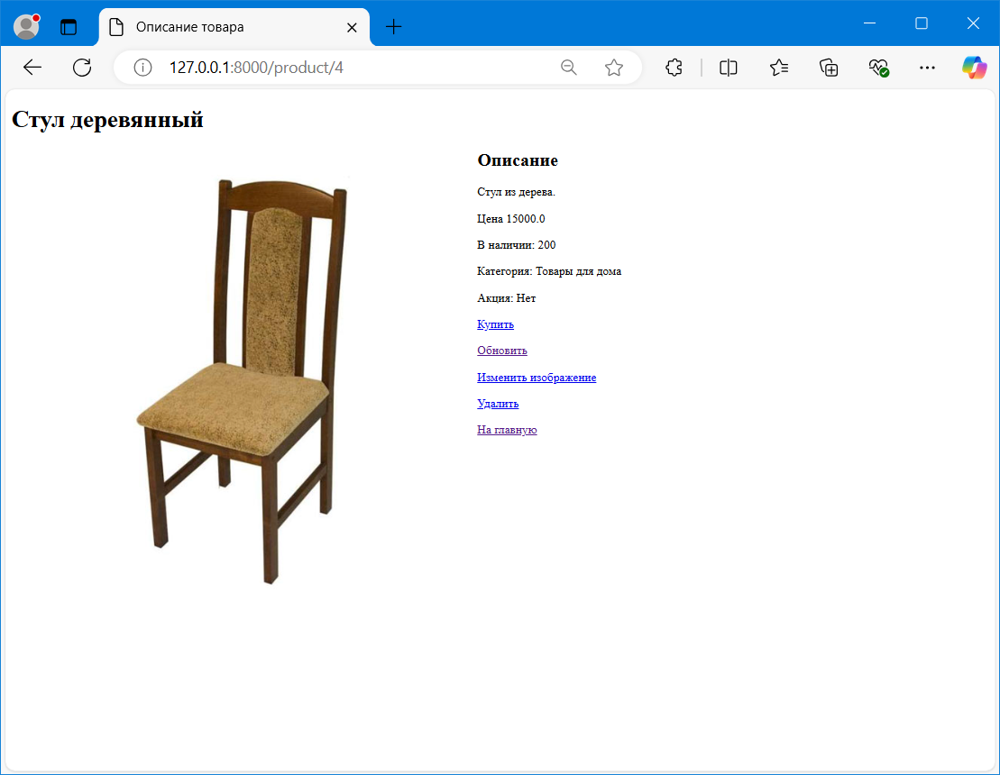 Описание товара
127.0.0.1:8000/product/4
Стул деревянный
Описание
Стул из дерева.
Цена 15000.0
В наличии: 200
Категория: Товары для дома
Акция: Нет
Купить
Обновить
Изменить изображение
Удалить
На главную